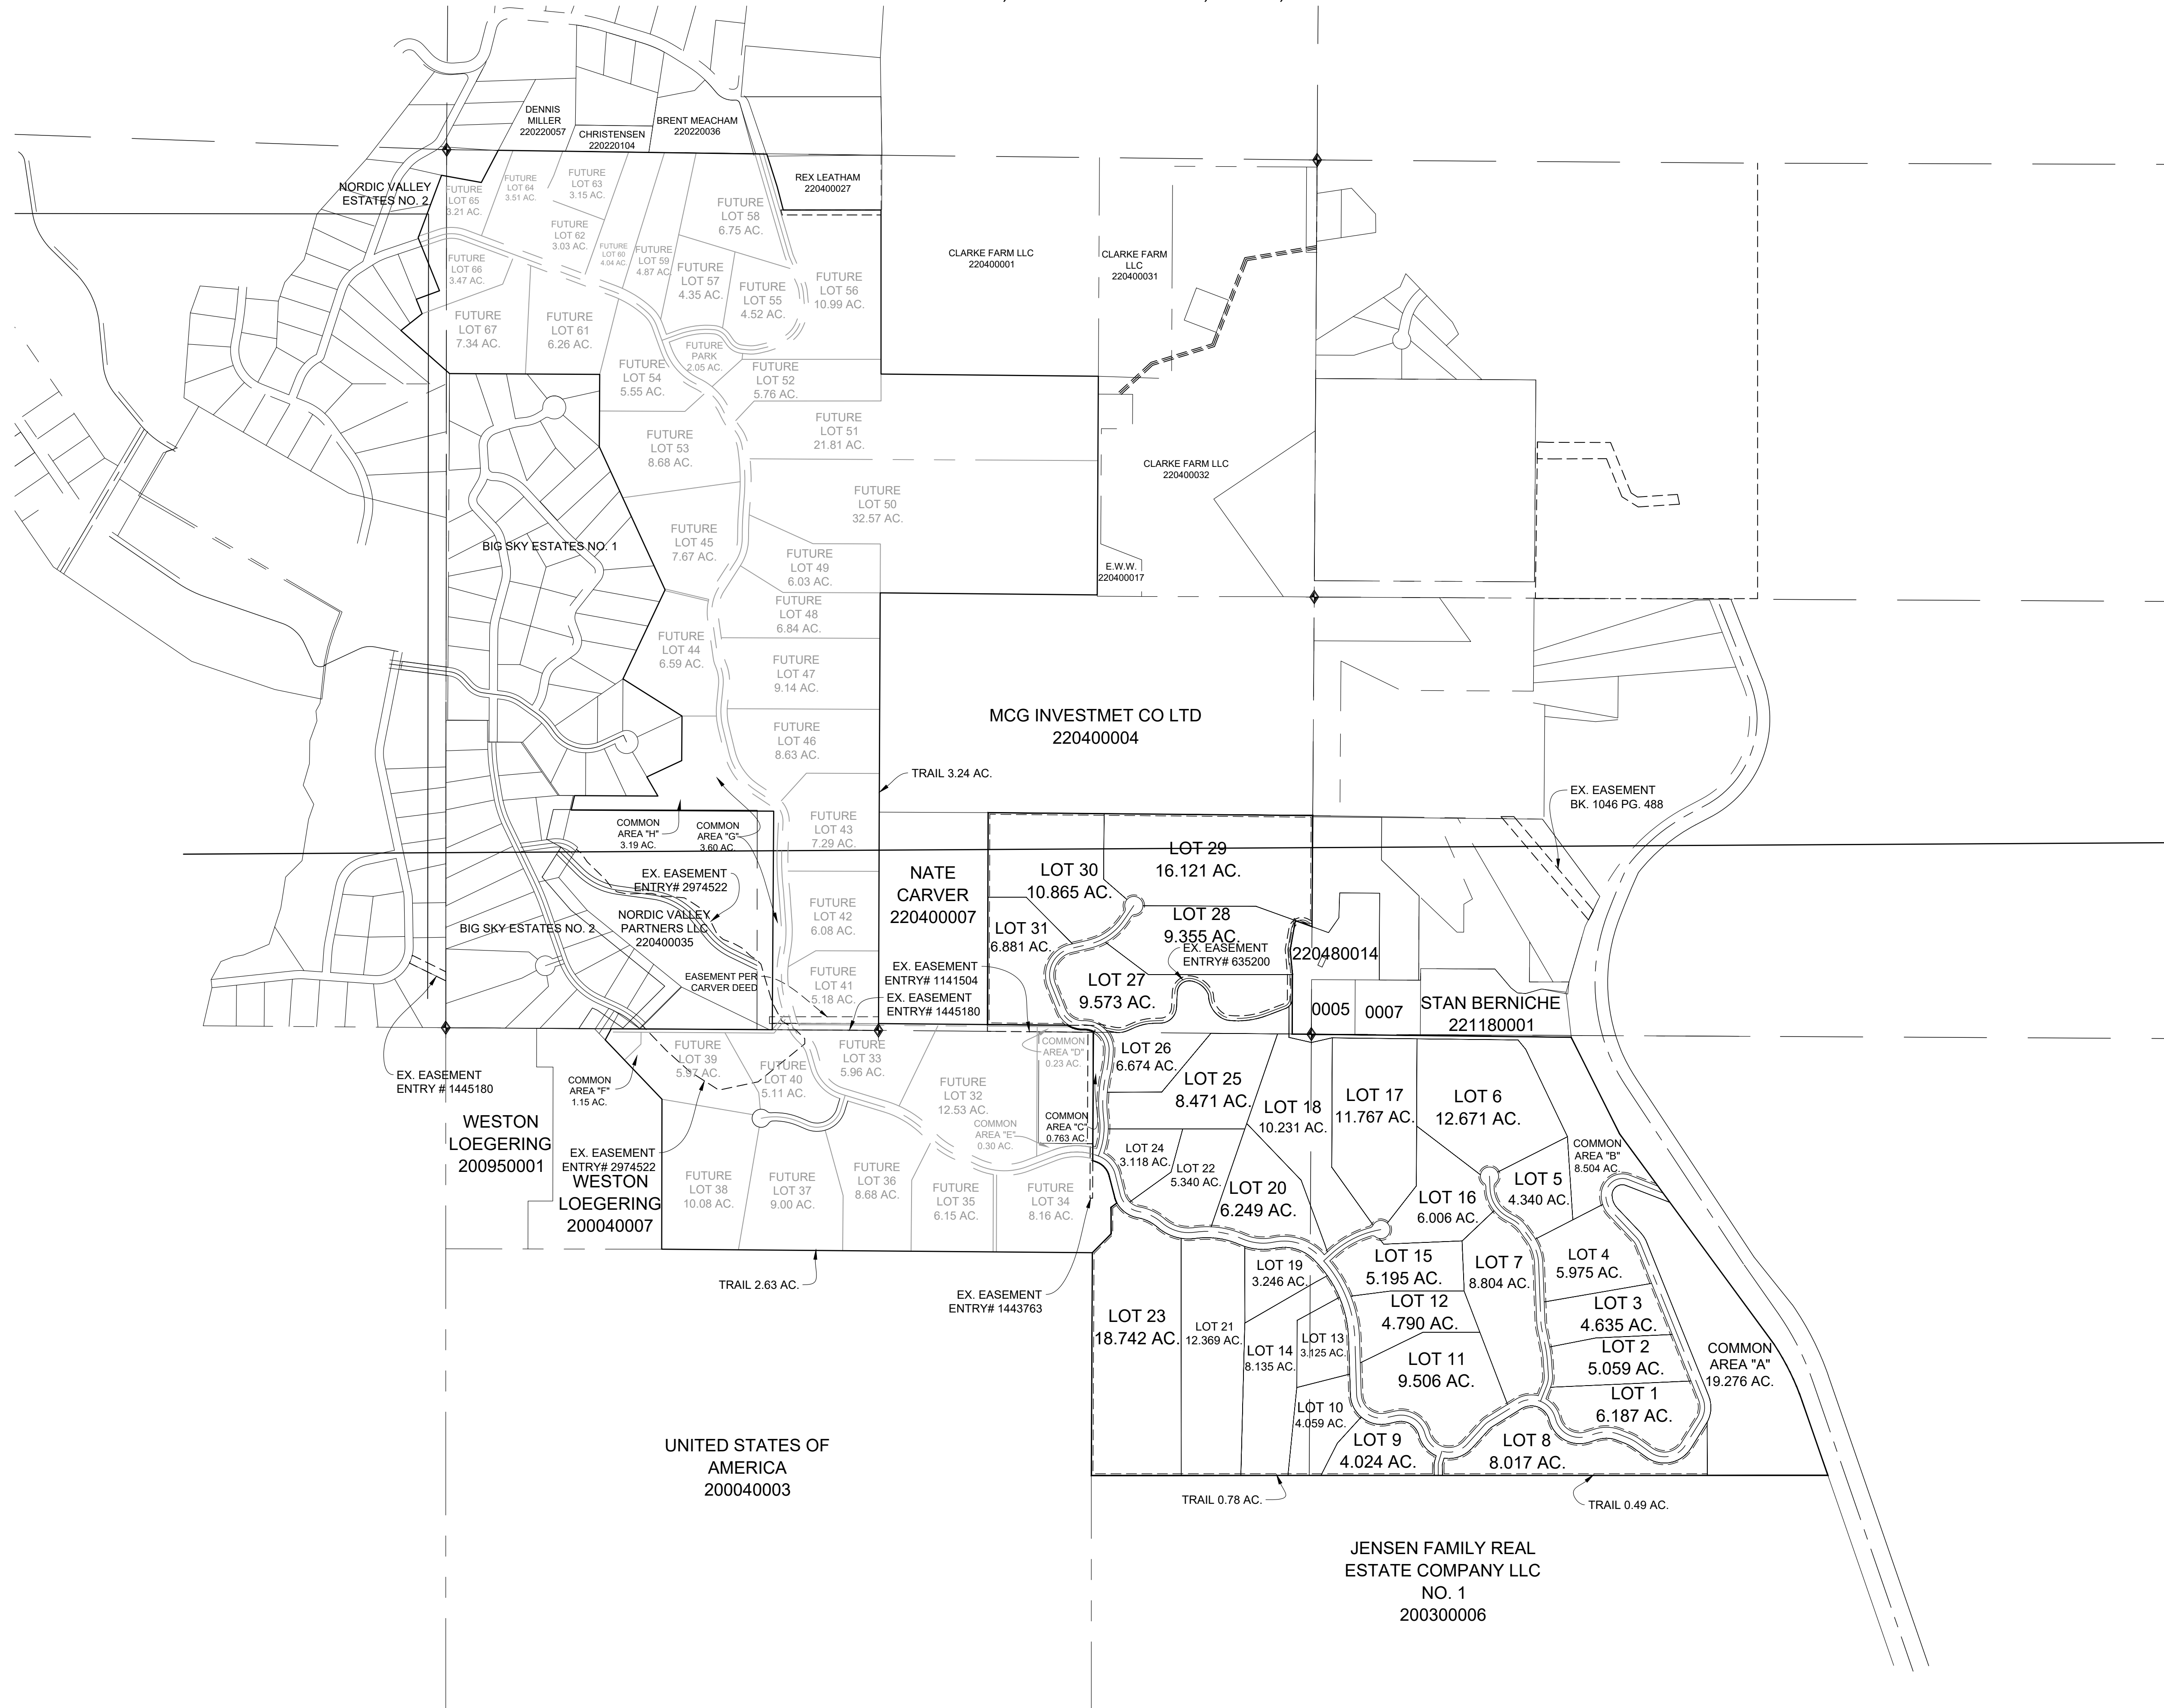 DENNIS
MILLER
220220057
CHRISTENSEN
220220104
BRENT MEACHAM
220220036
REX LEATHAM
220400027
NORDIC VALLEY
ESTATES NO. 2
FUTURE
LOT 65
3.21 AC.
FUTURE
LOT 64
3.51 AC.
FUTURE
LOT 63
3.15 AC.
FUTURE
LOT 62
3.03 AC.
FUTURE
LOT 60
4.04 AC.
FUTURE
LOT 59
4.87 AC.
FUTURE
LOT 58
6.75 AC.
FUTURE
LOT 66
3.47 AC.
FUTURE
LOT 57
4.35 AC.
FUTURE
LOT 55
4.52 AC.
FUTURE
LOT 56
10.99 AC.
FUTURE
LOT 67
7.34 AC.
FUTURE
LOT 61
6.26 AC.
FUTURE
PARK
2.05 AC.
FUTURE
LOT 54
5.55 AC.
FUTURE
LOT 52
5.76 AC.
FUTURE
LOT 51
21.81 AC.
FUTURE
LOT 53
8.68 AC.
FUTURE
LOT 50
32.57 AC.
FUTURE
LOT 45
7.67 AC.
FUTURE
LOT 49
6.03 AC.
FUTURE
LOT 48
6.84 AC.
FUTURE
LOT 44
6.59 AC.
FUTURE
LOT 47
9.14 AC.
FUTURE
LOT 46
8.63 AC.
FUTURE
LOT 43
7.29 AC.
FUTURE
LOT 42
6.08 AC.
FUTURE
LOT 41
5.18 AC.
CLARKE FARM LLC
220400001
CLARKE FARM
LLC
220400031
CLARKE FARM LLC
220400032
E.W.W.
220400017
BIG SKY ESTATES NO. 1
MCG INVESTMET CO LTD
220400004
TRAIL 3.24 AC.
EX. EASEMENT
BK. 1046 PG. 488
COMMON
AREA "H"
3.19 AC.
COMMON
AREA "G"
3.60 AC.
EX. EASEMENT
ENTRY# 2974522
NORDIC VALLEY
PARTNERS LLC
220400035
BIG SKY ESTATES NO. 2
EASEMENT PER
CARVER DEED
NATE
CARVER
220400007
EX. EASEMENT
ENTRY# 1141504
EX. EASEMENT
ENTRY# 1445180
LOT 30
10.865 AC.
LOT 29
16.121 AC.
LOT 31
6.881 AC.
LOT 28
9.355 AC.
EX. EASEMENT
ENTRY# 635200
LOT 27
9.573 AC.
220480014
0005
0007
STAN BERNICHE
221180001
EX. EASEMENT
ENTRY # 1445180
WESTON
LOEGERING
200950001
COMMON
AREA "F"
1.15 AC.
EX. EASEMENT
ENTRY# 2974522
WESTON
LOEGERING
200040007
FUTURE
LOT 39
5.97 AC.
FUTURE
LOT 40
5.11 AC.
FUTURE
LOT 33
5.96 AC.
FUTURE
LOT 32
12.53 AC.
COMMON
AREA "D"
0.23 AC.
COMMON
AREA "E"
0.30 AC.
COMMON
AREA "C"
0.763 AC.
FUTURE
LOT 38
10.08 AC.
FUTURE
LOT 37
9.00 AC.
FUTURE
LOT 36
8.68 AC.
FUTURE
LOT 35
6.15 AC.
FUTURE
LOT 34
8.16 AC.
TRAIL 2.63 AC.
EX. EASEMENT
ENTRY# 1443763
LOT 26
6.674 AC.
LOT 25
8.471 AC.
LOT 18
10.231 AC.
LOT 17
11.767 AC.
LOT 6
12.671 AC.
LOT 24
3.118 AC.
LOT 22
5.340 AC.
LOT 20
6.249 AC.
LOT 16
6.006 AC.
LOT 5
4.340 AC.
COMMON
AREA "B"
8.504 AC.
LOT 19
3.246 AC.
LOT 15
5.195 AC.
LOT 7
8.804 AC.
LOT 4
5.975 AC.
LOT 23
18.742 AC.
LOT 21
12.369 AC.
LOT 14
8.135 AC.
LOT 13
3.125 AC.
LOT 12
4.790 AC.
LOT 3
4.635 AC.
LOT 11
9.506 AC.
LOT 2
5.059 AC.
COMMON
AREA "A"
19.276 AC.
LOT 1
6.187 AC.
LOT 10
4.059 AC.
LOT 9
4.024 AC.
LOT 8
8.017 AC.
TRAIL 0.78 AC.
TRAIL 0.49 AC.
UNITED STATES OF
AMERICA
200040003
JENSEN FAMILY REAL
ESTATE COMPANY LLC
NO. 1
200300006